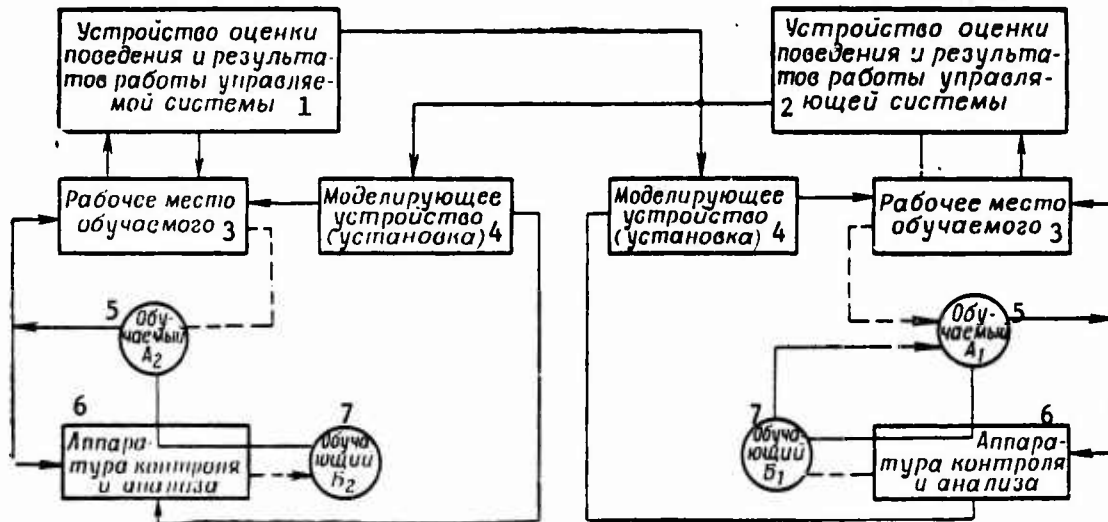 Устройство оценки
поведения и результа-
тов работы управляе-
мой системы 1
Устройство оценки
поведения и результа-
тов работы управля-
2 ющей системы
Рабочее место
обучаемого 3
Моделирующее
устройство
(установка) 4
Моделирующее
устройство
(установка) 4
Рабочее место
обучаемого 3
5
Обу-
чаемый
А2
5
Обу-
чаемый
А1
6
Аппара-
тура контроля
и анализа
7
Обуча
ющий
Б2
7
Обуча-
ющий
Б1
6
Аппара-
тура контроля
и анализа